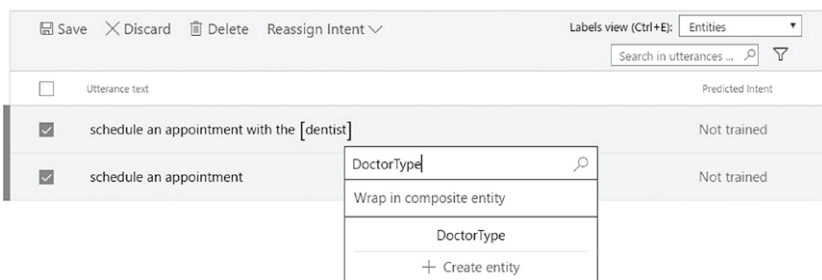 Save Discard Delete Reassign Intent Labels view (Ctrl+E): Entities
Search in utterances ...
Utterance text Predicted Intent
schedule an appointment with the [dentist] Not trained
DoctorType
schedule an appointment Not trained
Wrap in composite entity
DoctorType
+ Create entity